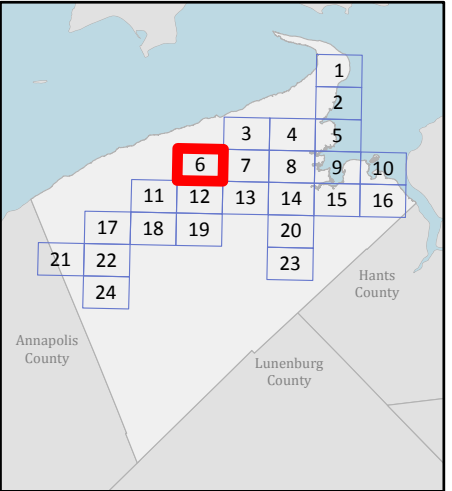 1
2
3 4 5
6 7 8 9 10
11 12 13 14 15 16
17 18 19 20
21 22 23
24
Hants
County
Annapolis
County
Lunenburg
County